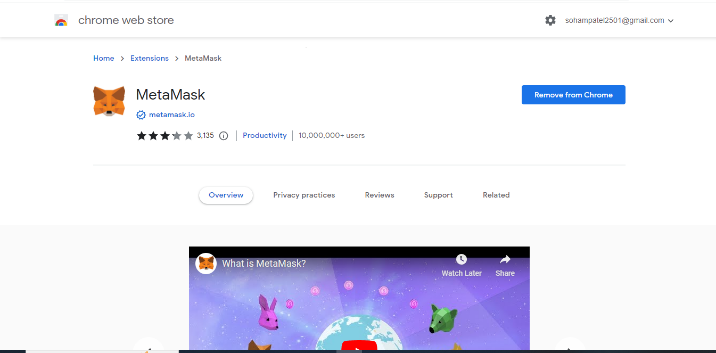 chrome web store
sohampatel2501@gmail.com
Home > Extensions > MetaMask
MetaMask
Remove from Chrome
metamask.io
3,135 | Productivity | 10,000,000+ users
Overview Privacy practices Reviews Support Related
What is MetaMask?
Watch Later Share